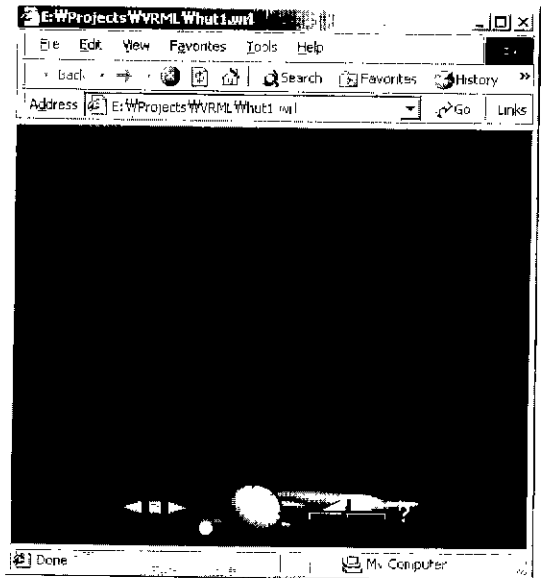 E:₩Projects₩VRML₩hut1.wrl
File Edit View Favorites Tools Help
Back Search Favorites History »
Address E:₩Projects₩VRML₩hut1.wrl Go Links
?
Done My Computer